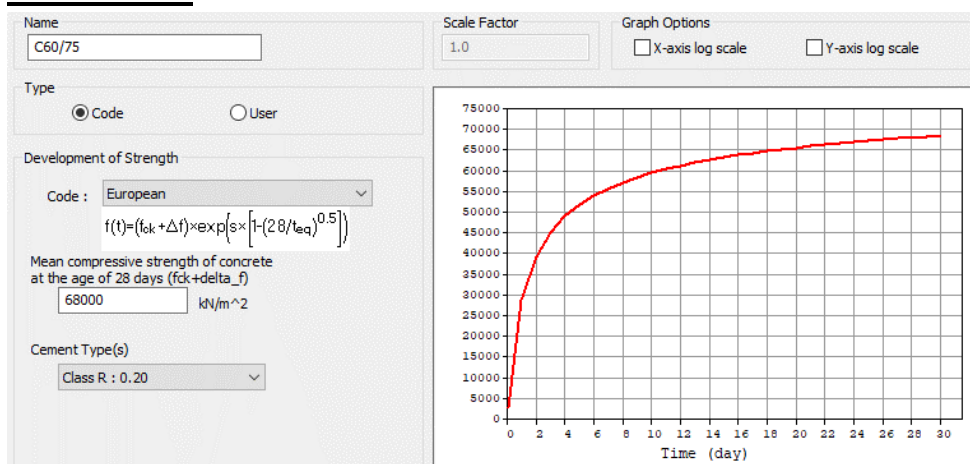 Name
C60/75
Scale Factor
1.0
Graph Options
X-axis log scale
Y-axis log scale
Type
Code
User
Development of Strength
Code :
European
f(t)=(fck+Δf)×exp{s×[1-(28/teq)^0.5]}
Mean compressive strength of concrete
at the age of 28 days (fck+delta_f)
68000
kN/m^2
Cement Type(s)
Class R : 0.20
75000
70000
65000
60000
55000
50000
45000
40000
35000
30000
25000
20000
15000
10000
5000
0
0 2 4 6 8 10 12 14 16 18 20 22 24 26 28 30
Time (day)